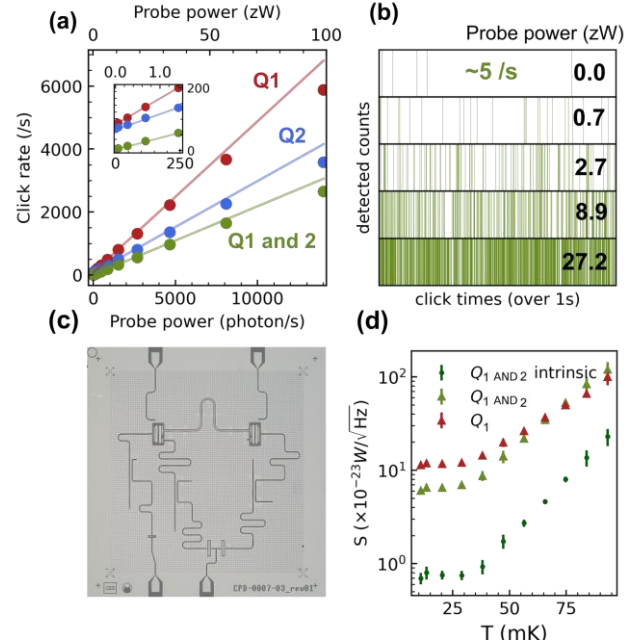 (a)
Probe power (zW)
0 50 100
Click rate (/s)
6000
4000
2000
0
0.0 1.0
200
0
0 250
Q1
Q2
Q1 and 2
0 5000 10000
Probe power (photon/s)
(b)
Probe power (zW)
detected counts
~5 /s 0.0
0.7
2.7
8.9
27.2
click times (over 1s)
(c)
CPD-0007-03_rev01
(d)
S (×10⁻²³W/√Hz)
10²
10¹
10⁰
Q1 AND 2 intrinsic
Q1 AND 2
Q1
25 50 75
T (mK)